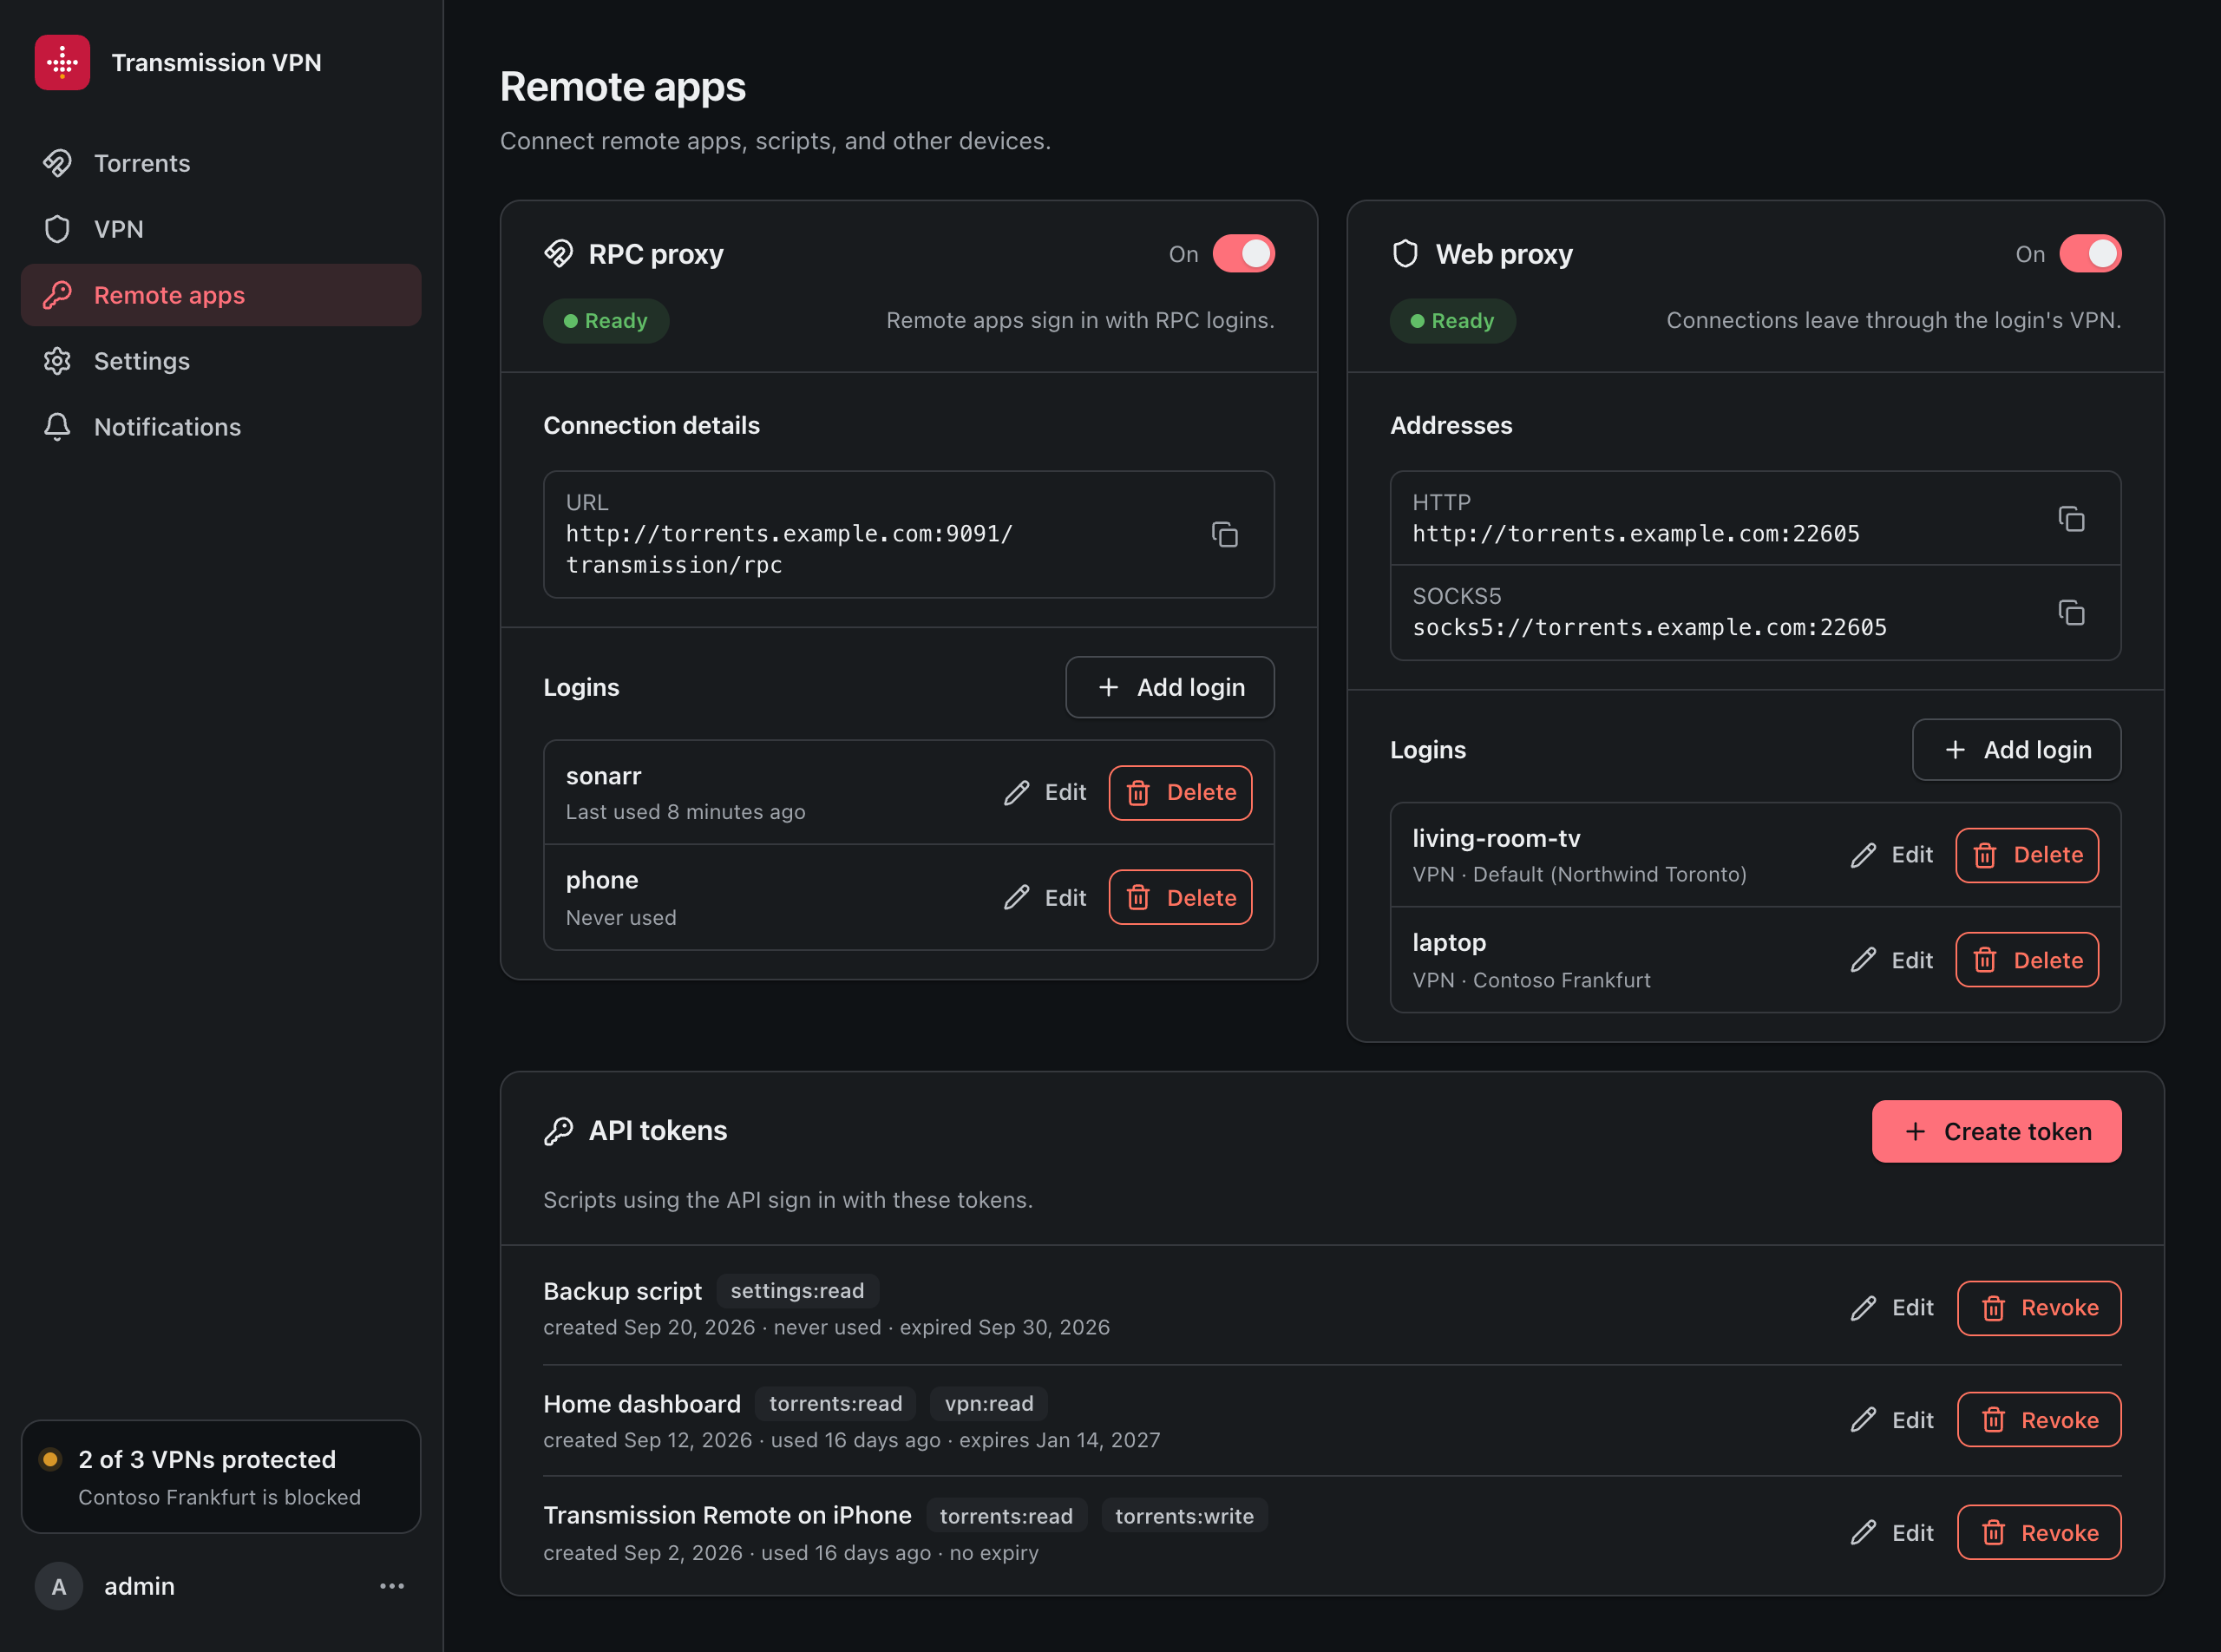 Transmission VPN
Torrents
VPN
Remote apps
Settings
Notifications
2 of 3 VPNs protected
Contoso Frankfurt is blocked
A
admin
Remote apps
Connect remote apps, scripts, and other devices.
RPC proxy
On
Ready
Remote apps sign in with RPC logins.
Connection details
URL
http://torrents.example.com:9091/
transmission/rpc
Logins
Add login
sonarr
Last used 8 minutes ago
Edit
Delete
phone
Never used
Edit
Delete
Web proxy
On
Ready
Connections leave through the login's VPN.
Addresses
HTTP
http://torrents.example.com:22605
SOCKS5
socks5://torrents.example.com:22605
Logins
Add login
living-room-tv
VPN · Default (Northwind Toronto)
Edit
Delete
laptop
VPN · Contoso Frankfurt
Edit
Delete
API tokens
Create token
Scripts using the API sign in with these tokens.
Backup script settings:read
created Sep 20, 2026 · never used · expired Sep 30, 2026
Edit
Revoke
Home dashboard torrents:read vpn:read
created Sep 12, 2026 · used 16 days ago · expires Jan 14, 2027
Edit
Revoke
Transmission Remote on iPhone torrents:read torrents:write
created Sep 2, 2026 · used 16 days ago · no expiry
Edit
Revoke